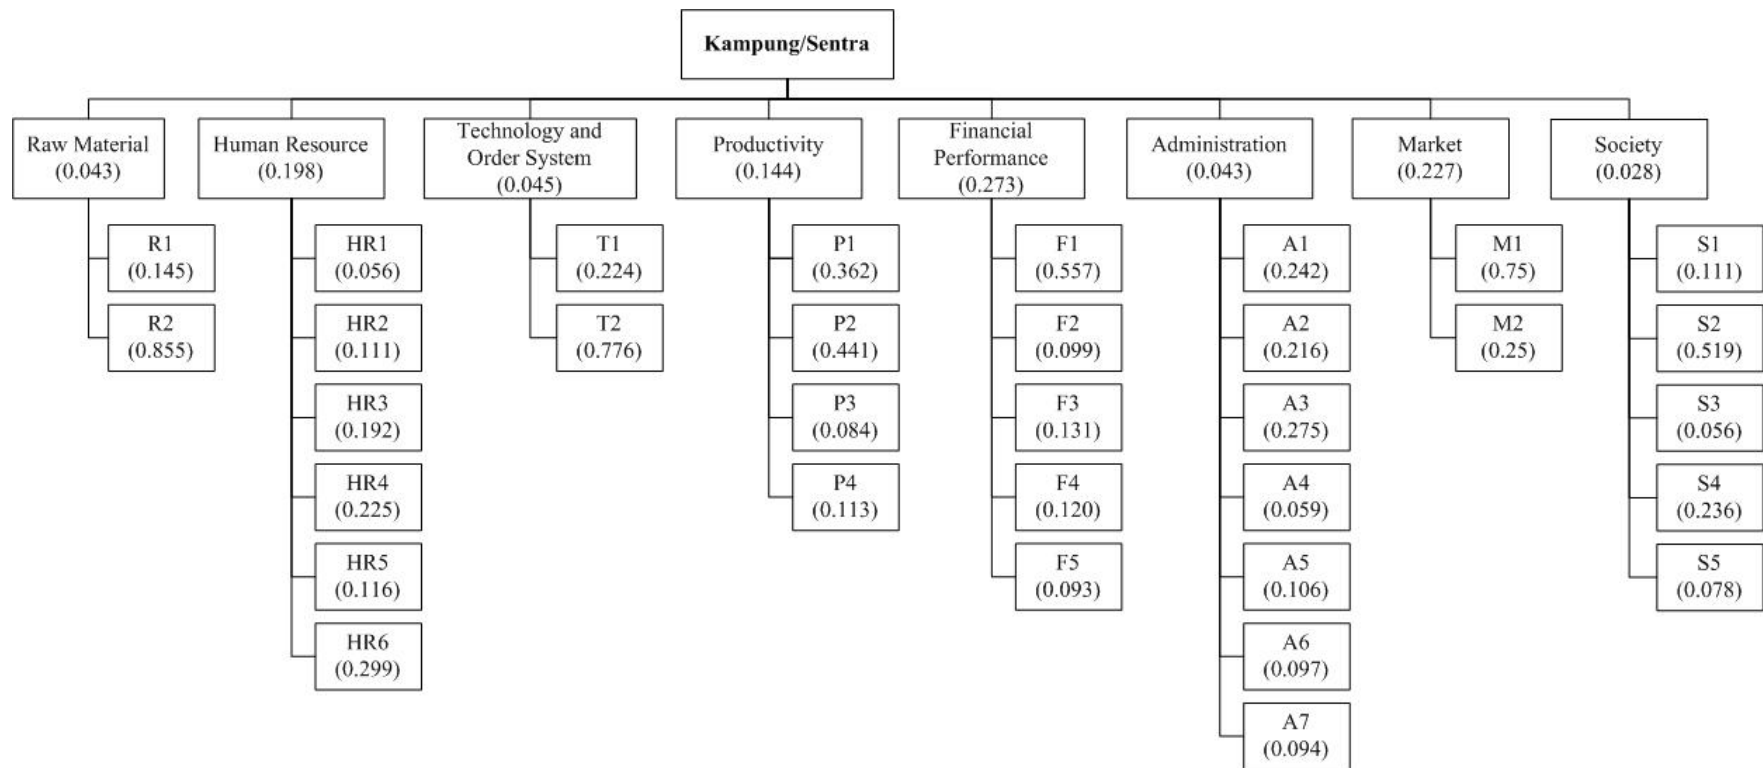 Kampung/Sentra
Raw Material
(0.043)
Human Resource
(0.198)
Technology and
Order System
(0.045)
Productivity
(0.144)
Financial
Performance
(0.273)
Administration
(0.043)
Market
(0.227)
Society
(0.028)
R1
(0.145)
R2
(0.855)
HR1
(0.056)
HR2
(0.111)
HR3
(0.192)
HR4
(0.225)
HR5
(0.116)
HR6
(0.299)
T1
(0.224)
T2
(0.776)
P1
(0.362)
P2
(0.441)
P3
(0.084)
P4
(0.113)
F1
(0.557)
F2
(0.099)
F3
(0.131)
F4
(0.120)
F5
(0.093)
A1
(0.242)
A2
(0.216)
A3
(0.275)
A4
(0.059)
A5
(0.106)
A6
(0.097)
A7
(0.094)
M1
(0.75)
M2
(0.25)
S1
(0.111)
S2
(0.519)
S3
(0.056)
S4
(0.236)
S5
(0.078)